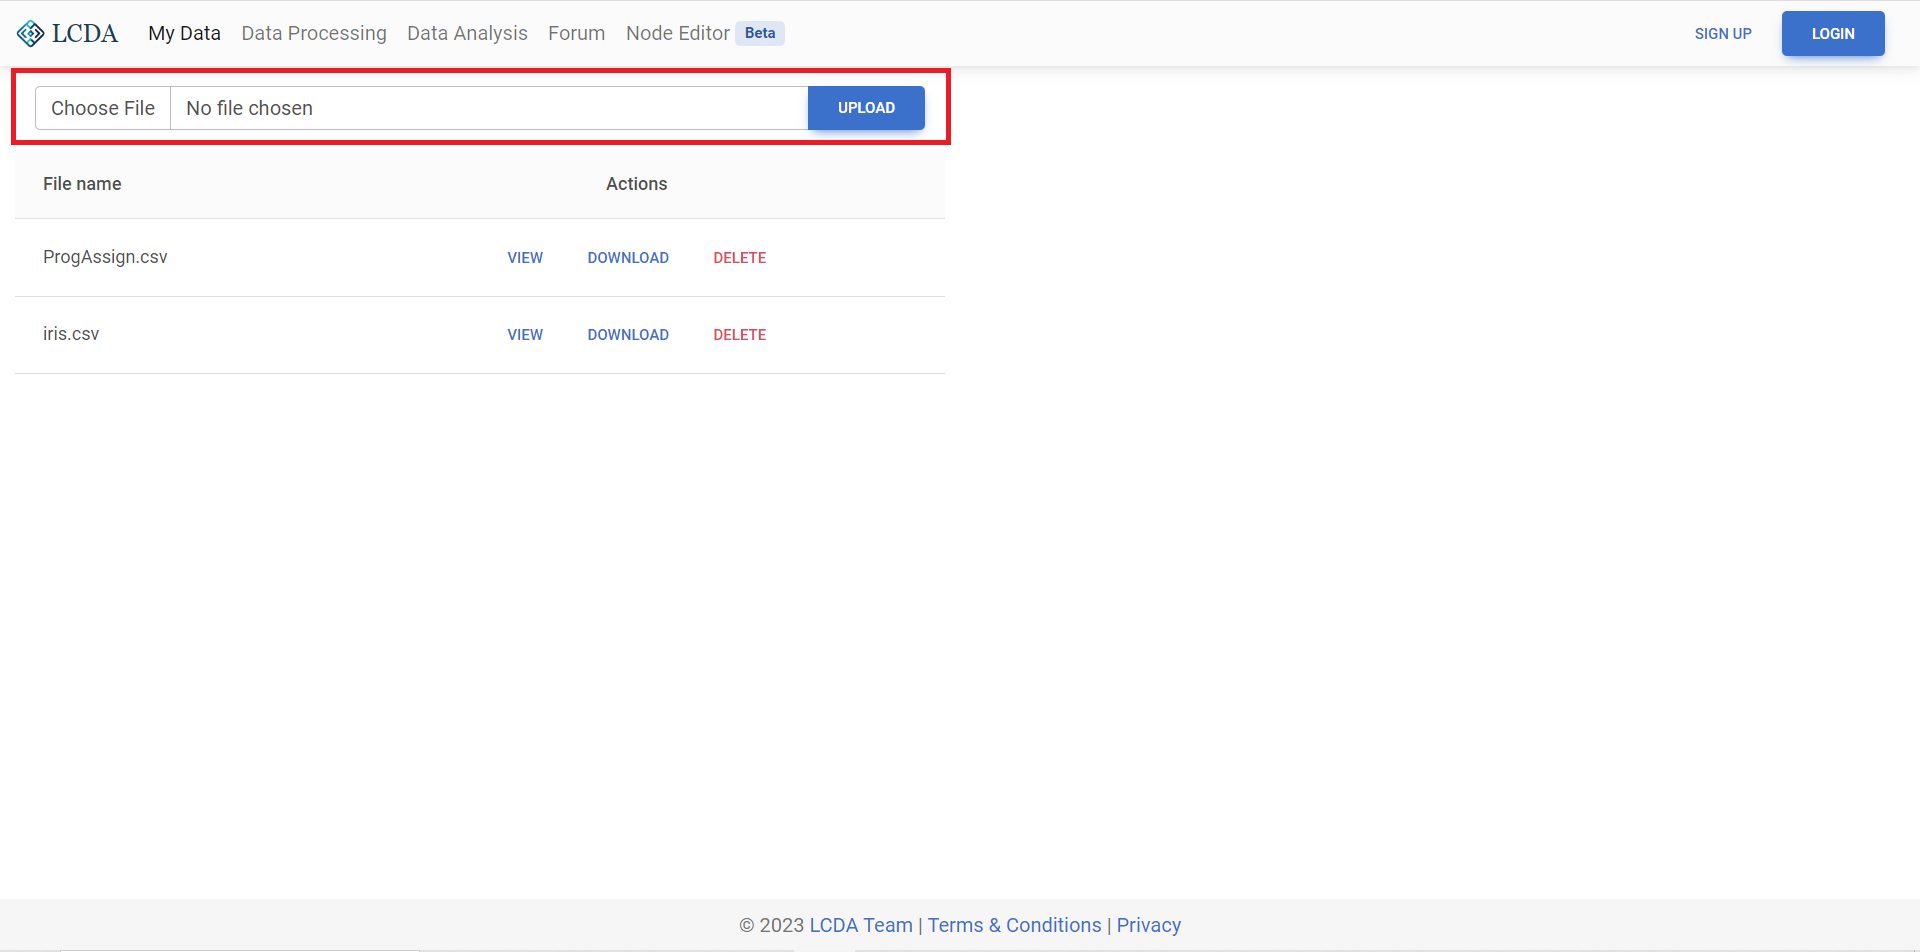 LCDA My Data Data Processing Data Analysis Forum Node Editor Beta SIGN UP LOGIN
Choose File No file chosen UPLOAD
File name Actions
ProgAssign.csv VIEW DOWNLOAD DELETE
iris.csv VIEW DOWNLOAD DELETE
© 2023 LCDA Team | Terms & Conditions | Privacy